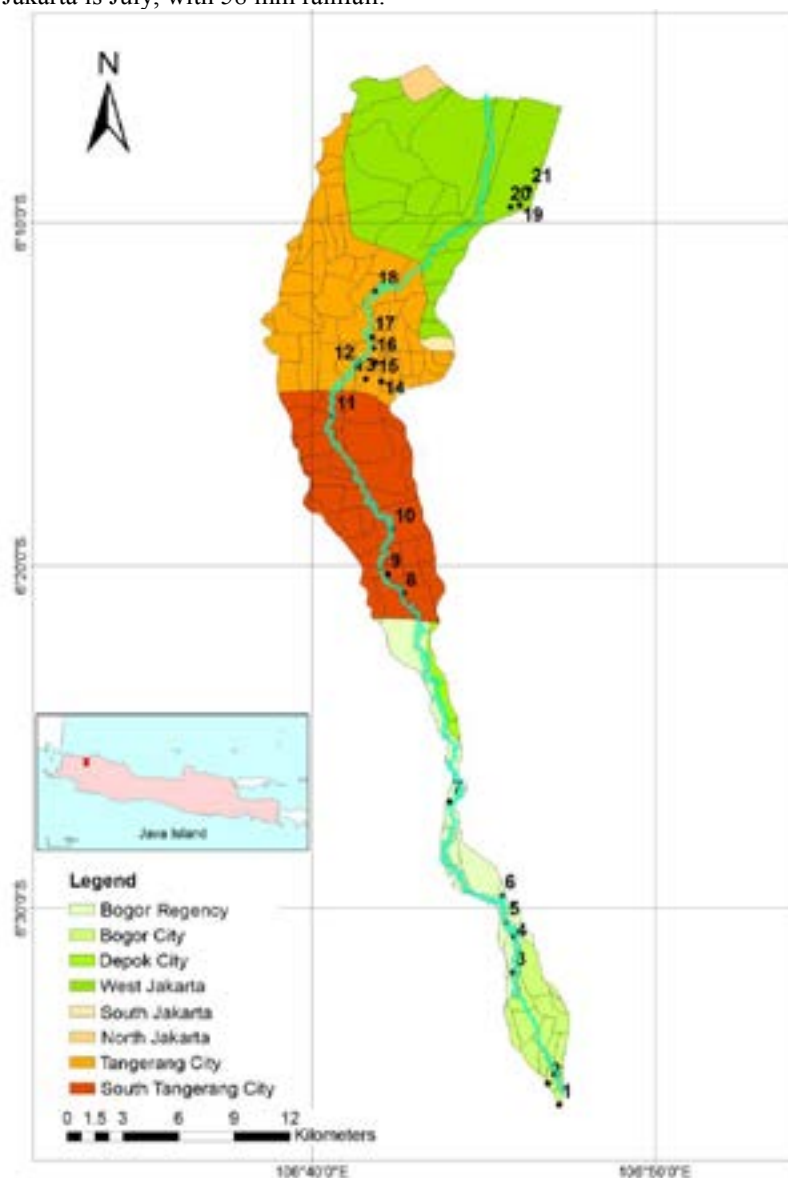 Jakarta is July, with 58 mm rainfall.
N
21
20
19
6°10'0"S
18
17
16
12
3
15
14
11
10
6°20'0"S
9
8
7
Java Island
Legend
6
Bogor Regency
5
6°30'0"S
Bogor City
4
Depok City
3
West Jakarta
South Jakarta
North Jakarta
Tangerang City
2
South Tangerang City
1
0 1.5 3 6 9 12
Kilometers
106°40'0"E 106°50'0"E